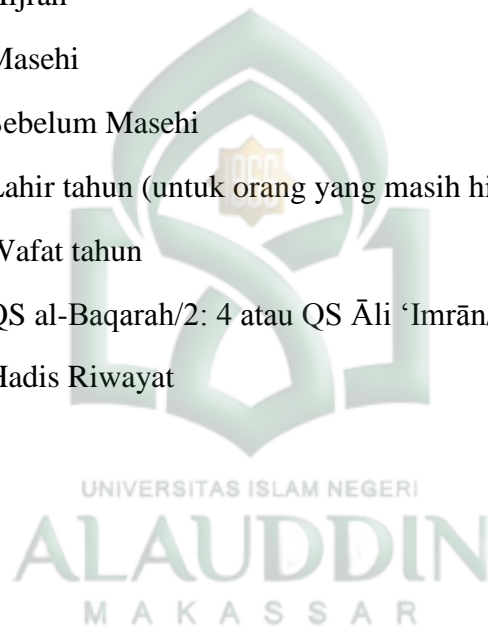 Masehi
Sebelum Masehi
Lahir tahun (untuk orang yang masih hi
Wafat tahun
QS al-Baqarah/2: 4 atau QS Āli ‘Imrān/
Hadis Riwayat
UNIVERSITAS ISLAM NEGERI
ALAUDDIN
MAKASSAR